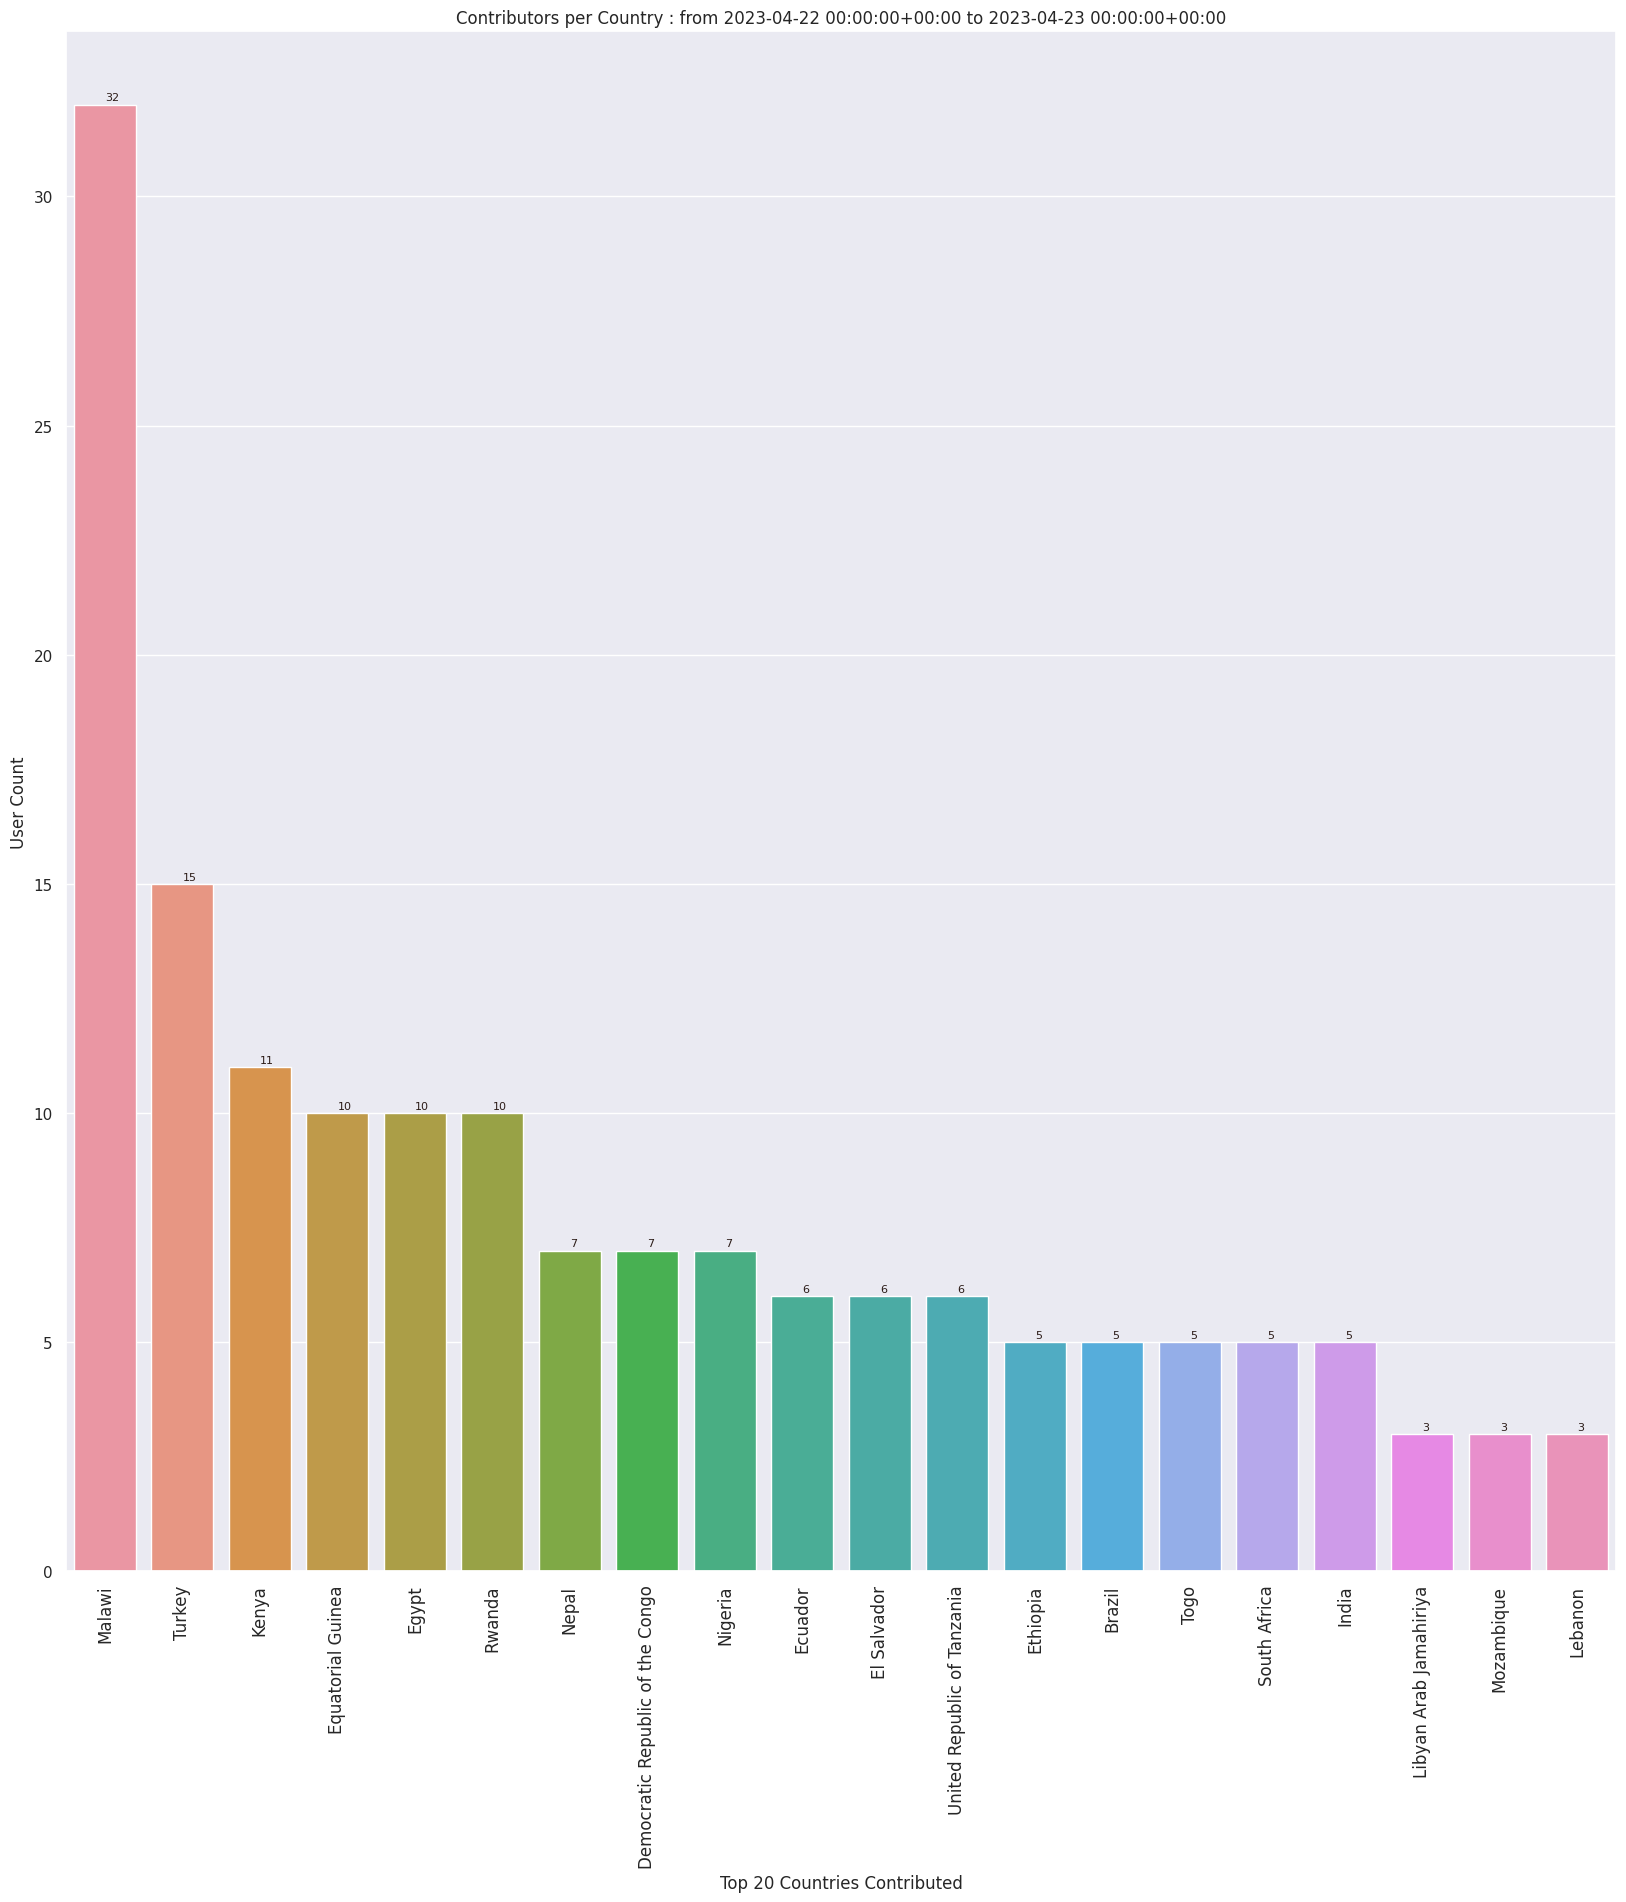 Contributors per Country : from 2023-04-22 00:00:00+00:00 to 2023-04-23 00:00:00+00:00
User Count
30
25
20
15
10
5
0
32
15
11
10
10
10
7
7
7
6
6
6
5
5
5
5
5
3
3
3
Malawi
Turkey
Kenya
Equatorial Guinea
Egypt
Rwanda
Nepal
Democratic Republic of the Congo
Nigeria
Ecuador
El Salvador
United Republic of Tanzania
Ethiopia
Brazil
Togo
South Africa
India
Libyan Arab Jamahiriya
Mozambique
Lebanon
Top 20 Countries Contributed